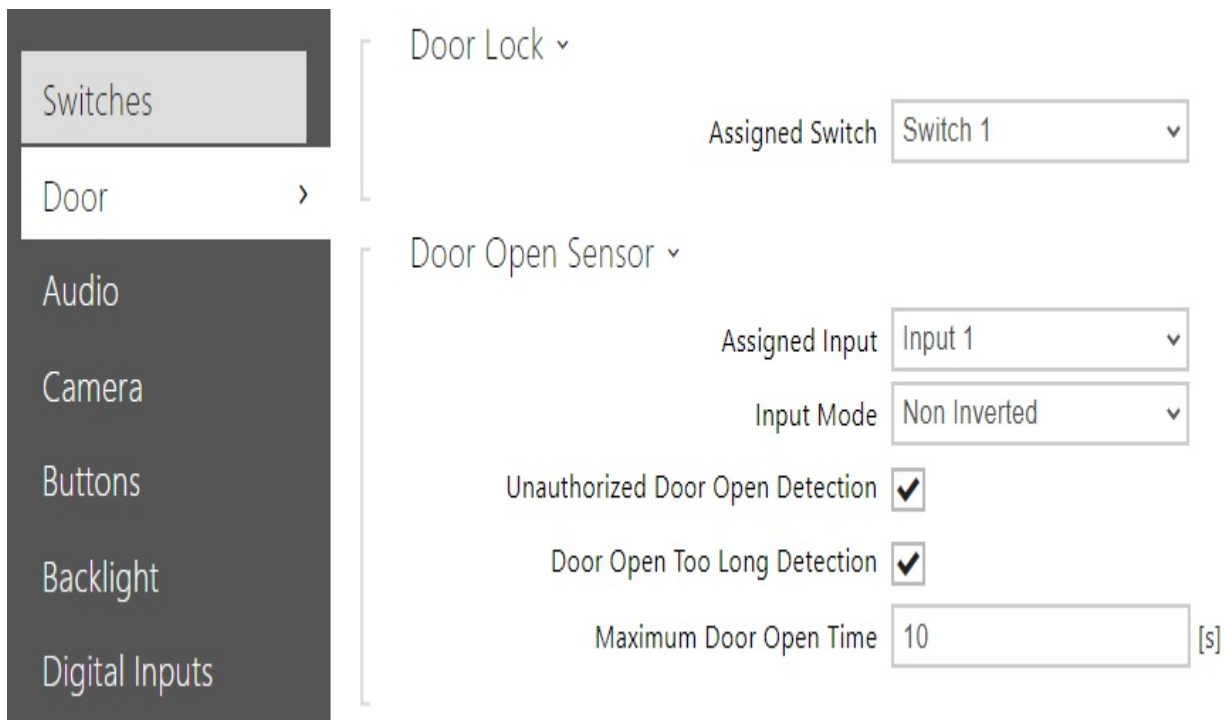 Switches
Door
Audio
Camera
Buttons
Backlight
Digital Inputs
Door Lock
Assigned Switch Switch 1
Door Open Sensor
Assigned Input Input 1
Input Mode Non Inverted
Unauthorized Door Open Detection
Door Open Too Long Detection
Maximum Door Open Time 10 [s]